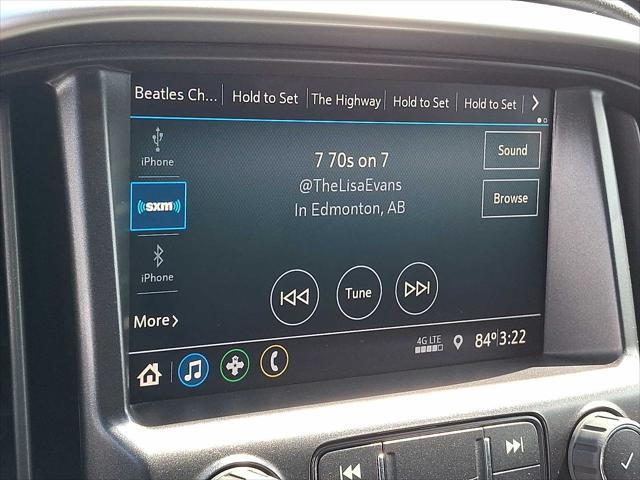 Beatles Ch... Hold to Set The Highway Hold to Set Hold to Set
iPhone
7 70s on 7
Sound
@TheLisaEvans
sxm
In Edmonton, AB
Browse
iPhone
Tune
More
4G LTE
84° 3:22